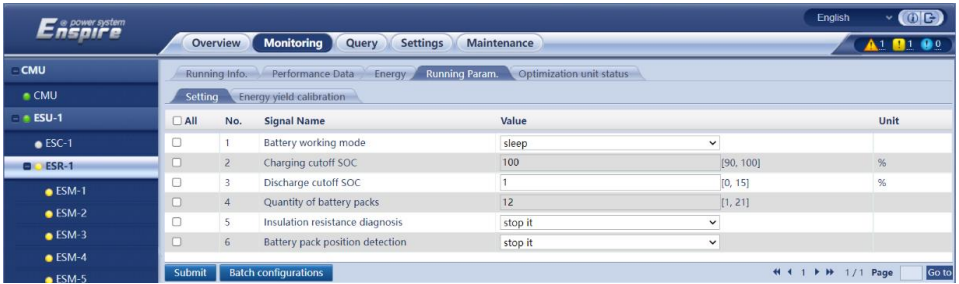 Enspire e power system
English
Overview Monitoring Query Settings Maintenance
1 1 0
CMU
CMU
ESU-1
ESC-1
ESR-1
ESM-1
ESM-2
ESM-3
ESM-4
ESM-5
Running Info. Performance Data Energy Running Param. Optimization unit status
Setting Energy yield calibration
All No. Signal Name Value Unit
1 Battery working mode sleep
2 Charging cutoff SOC 100 [90, 100] %
3 Discharge cutoff SOC 1 [0, 15] %
4 Quantity of battery packs 12 [1, 21]
5 Insulation resistance diagnosis stop it
6 Battery pack position detection stop it
Submit Batch configurations 1 1/1 Page Go to